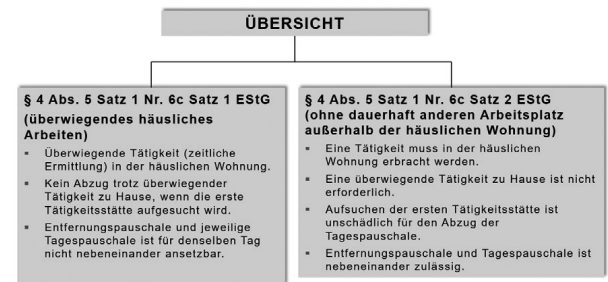 ÜBERSICHT
§ 4 Abs. 5 Satz 1 Nr. 6c Satz 1 EStG
(überwiegendes häusliches
Arbeiten)
▪ Überwiegende Tätigkeit (zeitliche
Ermittlung) in der häuslichen Wohnung.
▪ Kein Abzug trotz überwiegender
Tätigkeit zu Hause, wenn die erste
Tätigkeitsstätte aufgesucht wird.
▪ Entfernungspauschale und jeweilige
Tagespauschale ist für denselben Tag
nicht nebeneinander ansetzbar.
§ 4 Abs. 5 Satz 1 Nr. 6c Satz 2 EStG
(ohne dauerhaft anderen Arbeitsplatz
außerhalb der häuslichen Wohnung)
▪ Eine Tätigkeit muss in der häuslichen
Wohnung erbracht werden.
▪ Eine überwiegende Tätigkeit zu Hause ist nicht
erforderlich.
▪ Aufsuchen der ersten Tätigkeitsstätte ist
unschädlich für den Abzug der
Tagespauschale.
▪ Entfernungspauschale und Tagespauschale ist
nebeneinander zulässig.